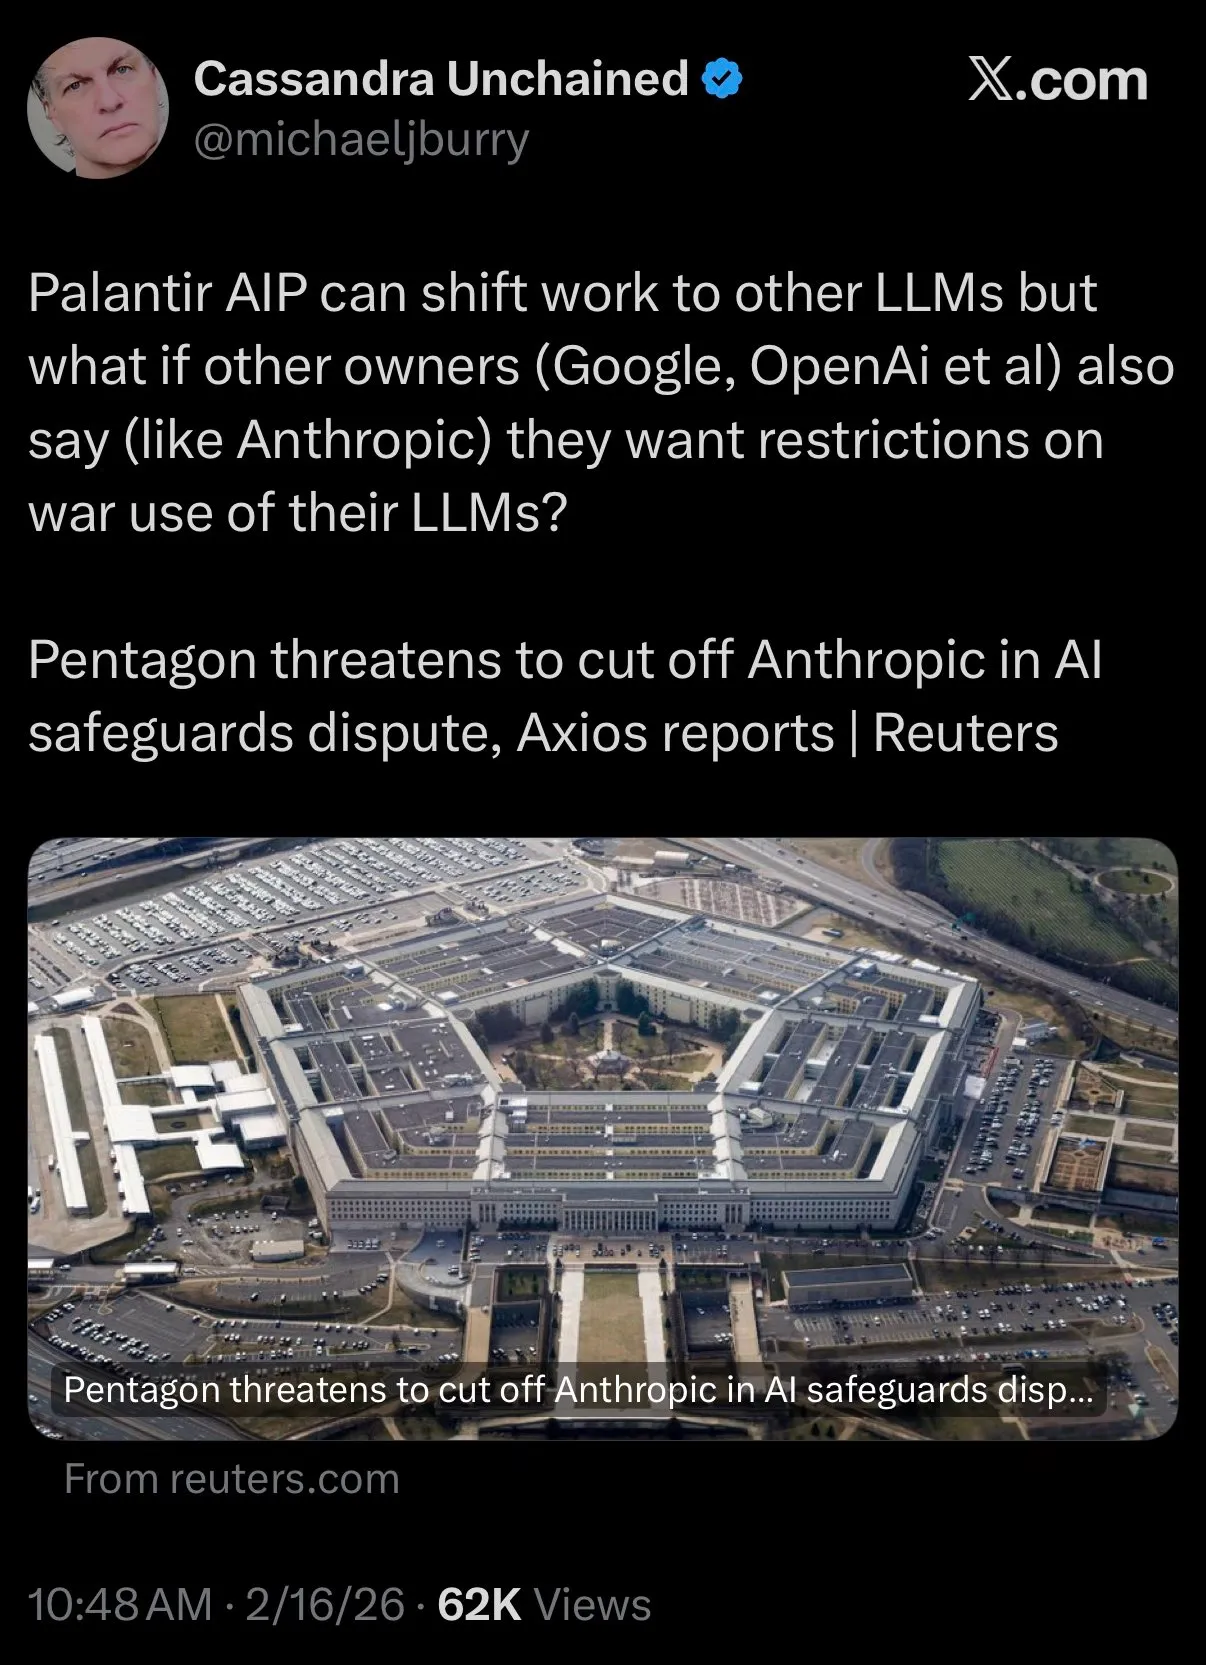 Cassandra Unchained
X.com
@michaeljburry
Palantir AIP can shift work to other LLMs but
what if other owners (Google, OpenAi et al) also
say (like Anthropic) they want restrictions on
war use of their LLMs?
Pentagon threatens to cut off Anthropic in AI
safeguards dispute, Axios reports | Reuters
Pentagon threatens to cut off Anthropic in AI safeguards disp...
From reuters.com
10:48 AM · 2/16/26 · 62K Views